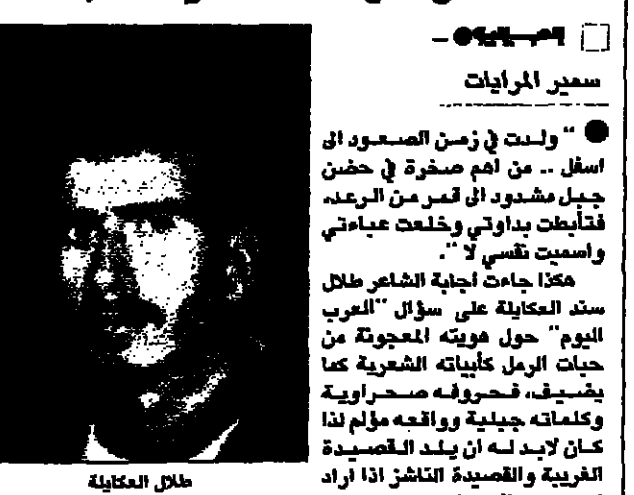 سمير المرايات
" ولدت في زمن الصعود الى
اسفل .. من اهم صخرة في حضن
جبل مشدود الى قمر من الرعد،
فتأبطت بداوتي وخلعت عباءتي
واسميت نفسي لا ".
هكذا جاءت اجابة الشاعر طلال
سند العكايلة على سؤال "العرب
اليوم" حول هويته المعجونة من
حبات الرمل كأبياته الشعرية كما
يضيف، فحروفه صحراوية
وكلماته جبلية وواقعه مؤلم لذا
كان لابد له ان يلد القصيدة
الغريبة والقصيدة الناشز اذا اراد
طلال العكايلة